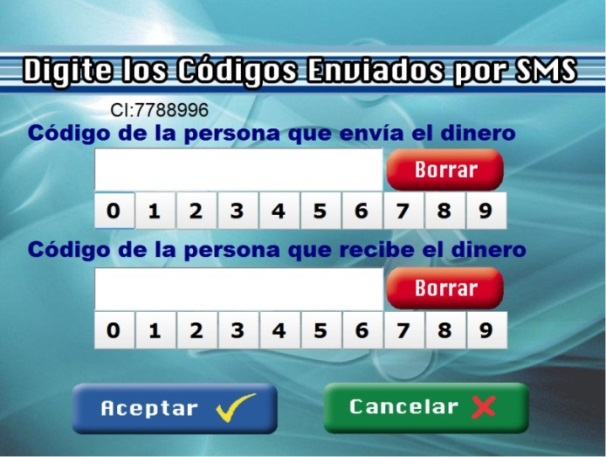 Digite los Códigos Enviados por SMS
CI:7788996
Código de la persona que envía el dinero
Borrar
0 1 2 3 4 5 6 7 8 9
Código de la persona que recibe el dinero
Borrar
0 1 2 3 4 5 6 7 8 9
Aceptar Cancelar